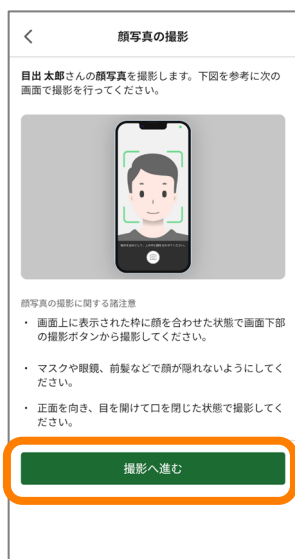 顔写真の撮影
目出 太郎さんの顔写真を撮影します。下図を参考に次の
画面で撮影を行ってください。
顔写真の撮影に関する諸注意
・ 画面上に表示された枠に顔を合わせた状態で画面下部
の撮影ボタンから撮影してください。
・ マスクや眼鏡、前髪などで顔が隠れないようにしてく
ださい。
・ 正面を向き、目を開けて口を閉じた状態で撮影してく
ださい。
撮影へ進む